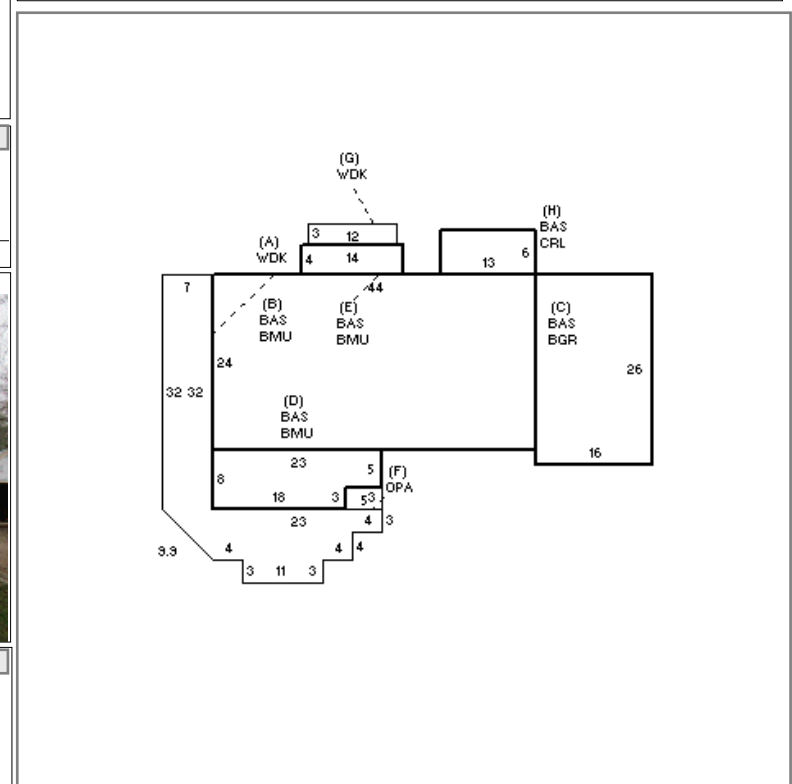 (G)
WDK
(H)
BAS
CRL
3
12
(A)
WDK
4
14
6
13
7
44
(B)
BAS
BMU
(E)
BAS
BMU
(C)
BAS
BGR
24
26
32 32
(D)
BAS
BMU
16
23
5
(F)
OPA
8
18
3
5
3
23
4
3
9.9
4
4
4
3
11
3